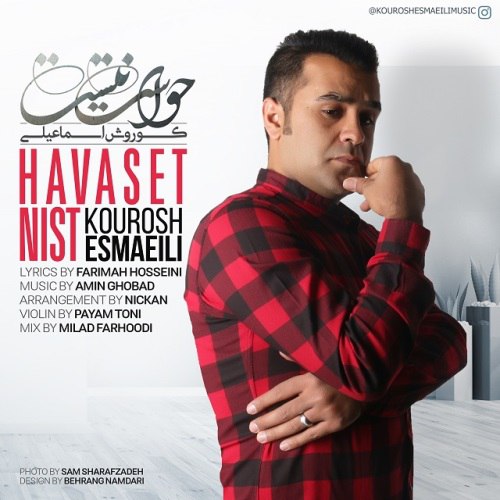 @KOUROSHESMAEILIMUSIC
حواست نیست
کوروش اسماعیلی
HAVASET
NIST KOUROSH
ESMAEILI
LYRICS BY FARIMAH HOSSEINI
MUSIC BY AMIN GHOBAD
ARRANGEMENT BY NICKAN
VIOLIN BY PAYAM TONI
MIX BY MILAD FARHOODI
PHOTO BY SAM SHARAFZADEH
DESIGN BY BEHRANG NAMDARI